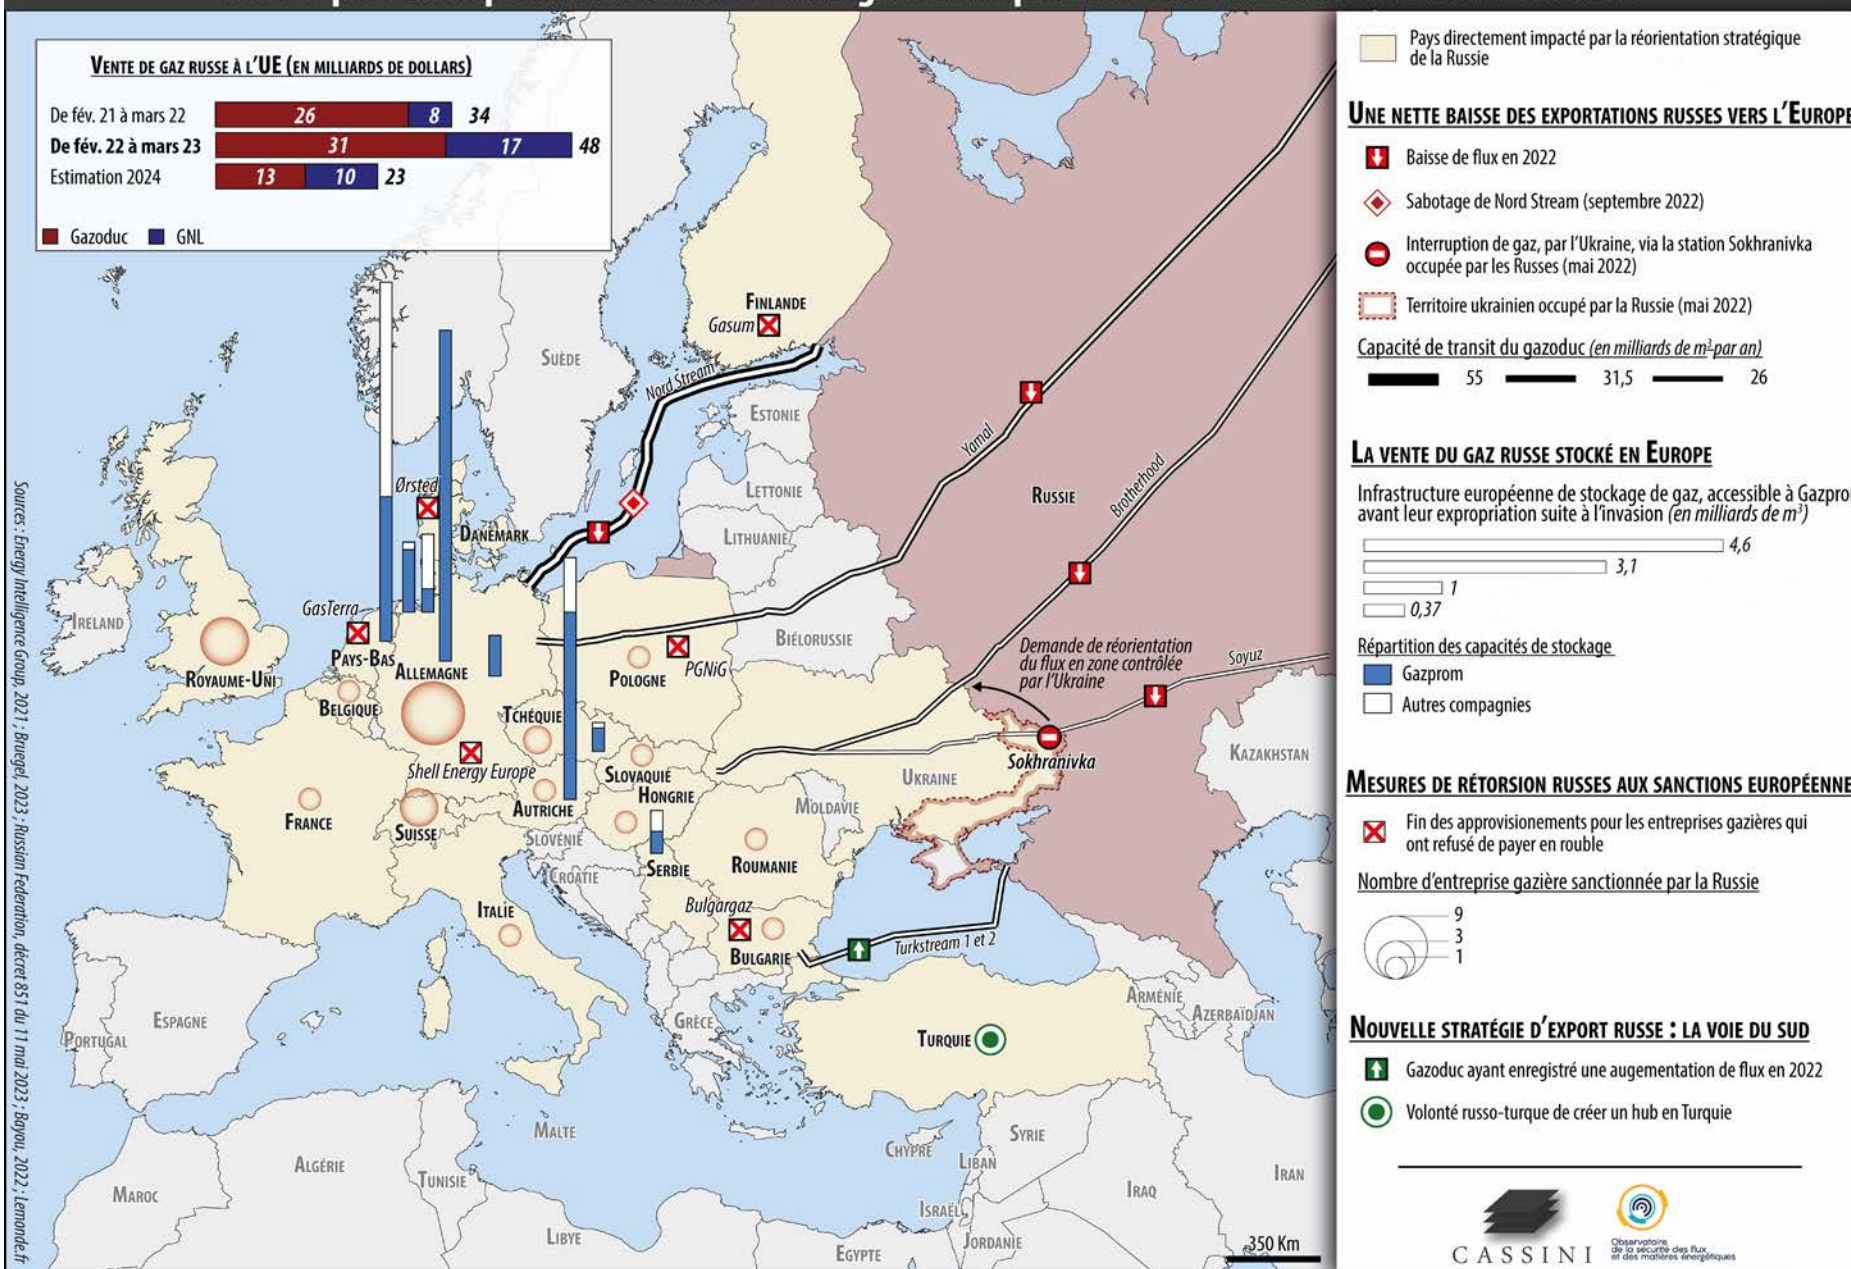 VENTE DE GAZ RUSSE À L'UE (EN MILLIARDS DE DOLLARS)
De fév. 21 à mars 22
26
8
34
De fév. 22 à mars 23
31
17
48
Estimation 2024
13
10
23
Gazoduc
GNL
FINLANDE
Gasum
SUÈDE
Nord Stream
ESTONIE
Yamal
LETTONIE
RUSSIE
Brotherhood
Ørsted
DANEMARK
LITHUANIE
GasTerra
IRELAND
BIÉLORUSSIE
Demande de réorientation
du flux en zone contrôlée
par l'Ukraine
Soyuz
PAYS-BAS
ALLEMAGNE
ROYAUME-UNI
POLOGNE
PGNiG
BELGIQUE
TCHÉQUIE
Shell Energy Europe
SLOVAQUIE
Sokhranivka
KAZAKHSTAN
UKRAINE
HONGRIE
AUTRICHE
MOLDAVIE
FRANCE
SUISSE
SLOVÉNIE
CROATIE
SERBIE
ROUMANIE
ITALIE
Bulgargaz
BULGARIE
Turkstream 1 et 2
ARMÉNIE
AZERBAÏDJAN
PORTUGAL
ESPAGNE
GRÈCE
TURQUIE
MALTE
CHYPRE
SYRIE
LIBAN
ALGÉRIE
TUNISIE
MAROC
IRAQ
IRAN
ISRAËL
LIBYE
EGYPTE
JORDANIE
350 Km
Sources : Energy Intelligence Group, 2021 ; Bruegel, 2023 ; Russian Federation, décret 851 du 11 mai 2023 ; Bayou, 2022 ; Lemonde.fr
Pays directement impacté par la réorientation stratégique
de la Russie
UNE NETTE BAISSE DES EXPORTATIONS RUSSES VERS L'EUROPE
Baisse de flux en 2022
Sabotage de Nord Stream (septembre 2022)
Interruption de gaz, par l'Ukraine, via la station Sokhranivka
occupée par les Russes (mai 2022)
Territoire ukrainien occupé par la Russie (mai 2022)
Capacité de transit du gazoduc (en milliards de m³ par an)
55
31,5
26
LA VENTE DU GAZ RUSSE STOCKÉ EN EUROPE
Infrastructure européenne de stockage de gaz, accessible à Gazpro
avant leur expropriation suite à l'invasion (en milliards de m³)
4,6
3,1
1
0,37
Répartition des capacités de stockage
Gazprom
Autres compagnies
MESURES DE RÉTORSION RUSSES AUX SANCTIONS EUROPÉENNE
Fin des approvisionements pour les entreprises gazières qui
ont refusé de payer en rouble
Nombre d'entreprise gazière sanctionnée par la Russie
9
3
1
NOUVELLE STRATÉGIE D'EXPORT RUSSE : LA VOIE DU SUD
Gazoduc ayant enregistré une augementation de flux en 2022
Volonté russo-turque de créer un hub en Turquie
CASSINI
Observatoire
de la sécurité des flux
et des matières énergétiques